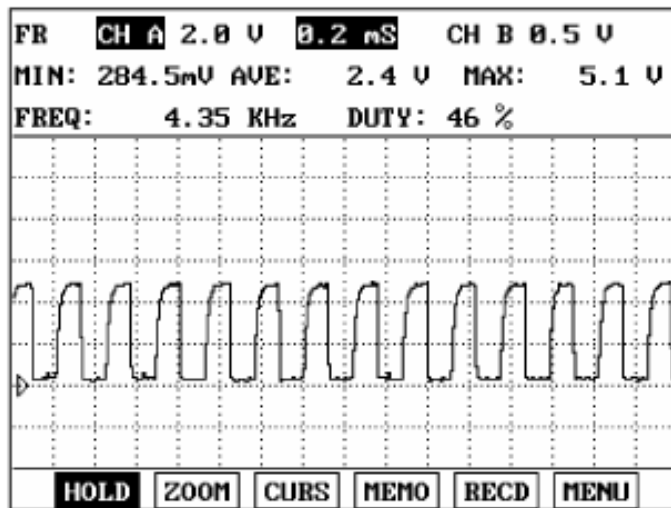 FR CH A 2.0 V 0.2 mS CH B 0.5 V
MIN: 284.5mV AVE: 2.4 V MAX: 5.1 V
FREQ: 4.35 KHz DUTY: 46 %
HOLD ZOOM CURS MEMO RECD MENU